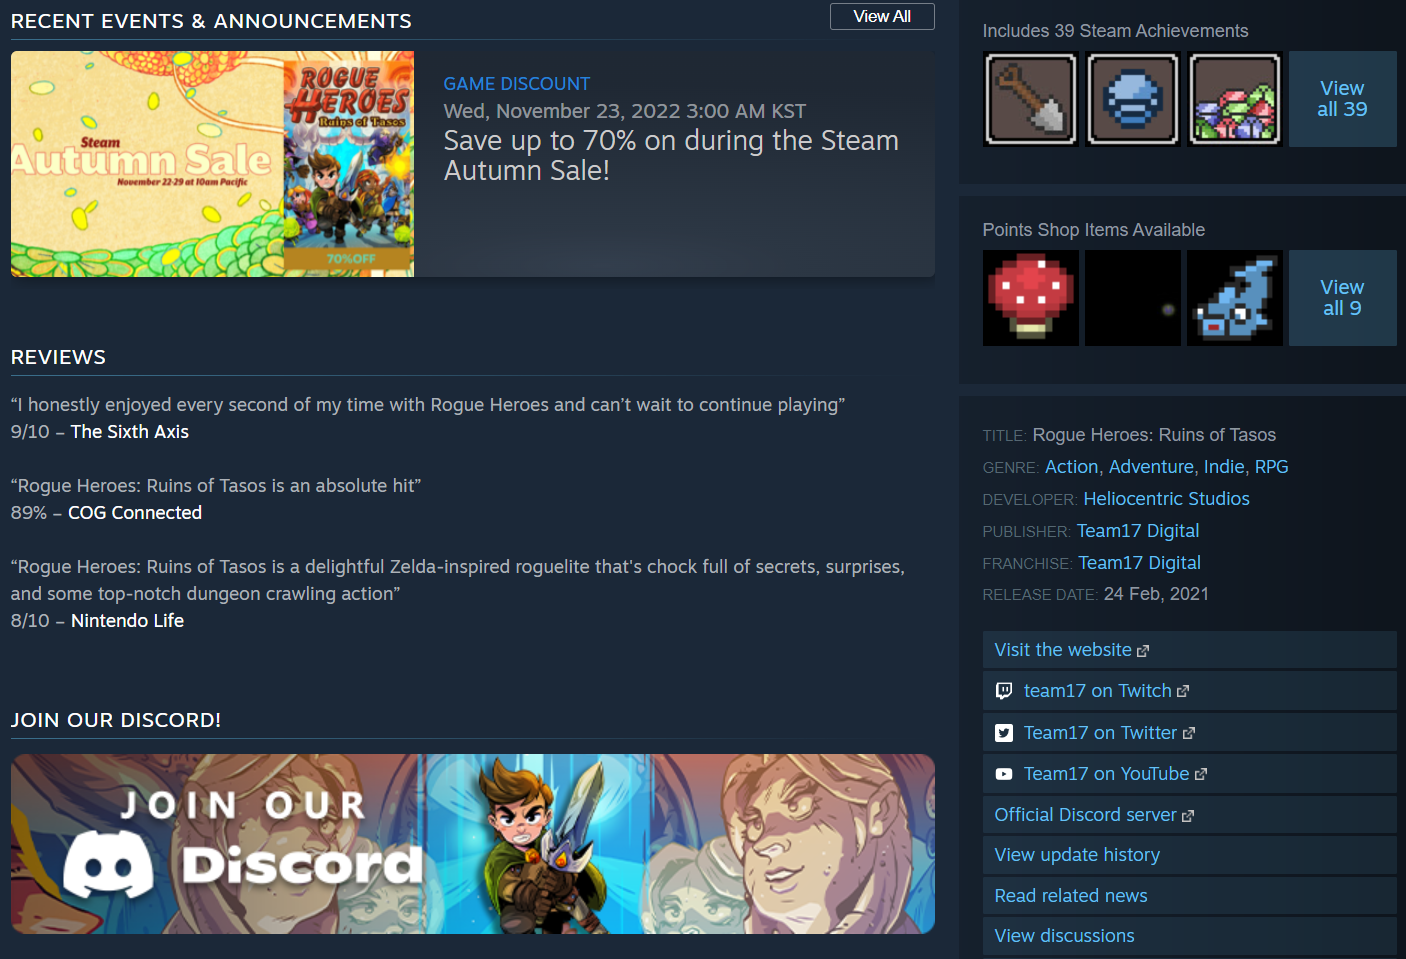 RECENT EVENTS & ANNOUNCEMENTS
View All
Steam
Autumn Sale
November 22-29 at 10am Pacific
ROGUE
HEROES
Ruins of Tasos
70%OFF
GAME DISCOUNT
Wed, November 23, 2022 3:00 AM KST
Save up to 70% on during the Steam
Autumn Sale!
REVIEWS
“I honestly enjoyed every second of my time with Rogue Heroes and can’t wait to continue playing”
9/10 – The Sixth Axis
“Rogue Heroes: Ruins of Tasos is an absolute hit”
89% – COG Connected
“Rogue Heroes: Ruins of Tasos is a delightful Zelda-inspired roguelite that's chock full of secrets, surprises,
and some top-notch dungeon crawling action”
8/10 – Nintendo Life
JOIN OUR DISCORD!
JOIN OUR
Discord
Includes 39 Steam Achievements
View
all 39
Points Shop Items Available
View
all 9
TITLE: Rogue Heroes: Ruins of Tasos
GENRE: Action, Adventure, Indie, RPG
DEVELOPER: Heliocentric Studios
PUBLISHER: Team17 Digital
FRANCHISE: Team17 Digital
RELEASE DATE: 24 Feb, 2021
Visit the website
team17 on Twitch
Team17 on Twitter
Team17 on YouTube
Official Discord server
View update history
Read related news
View discussions